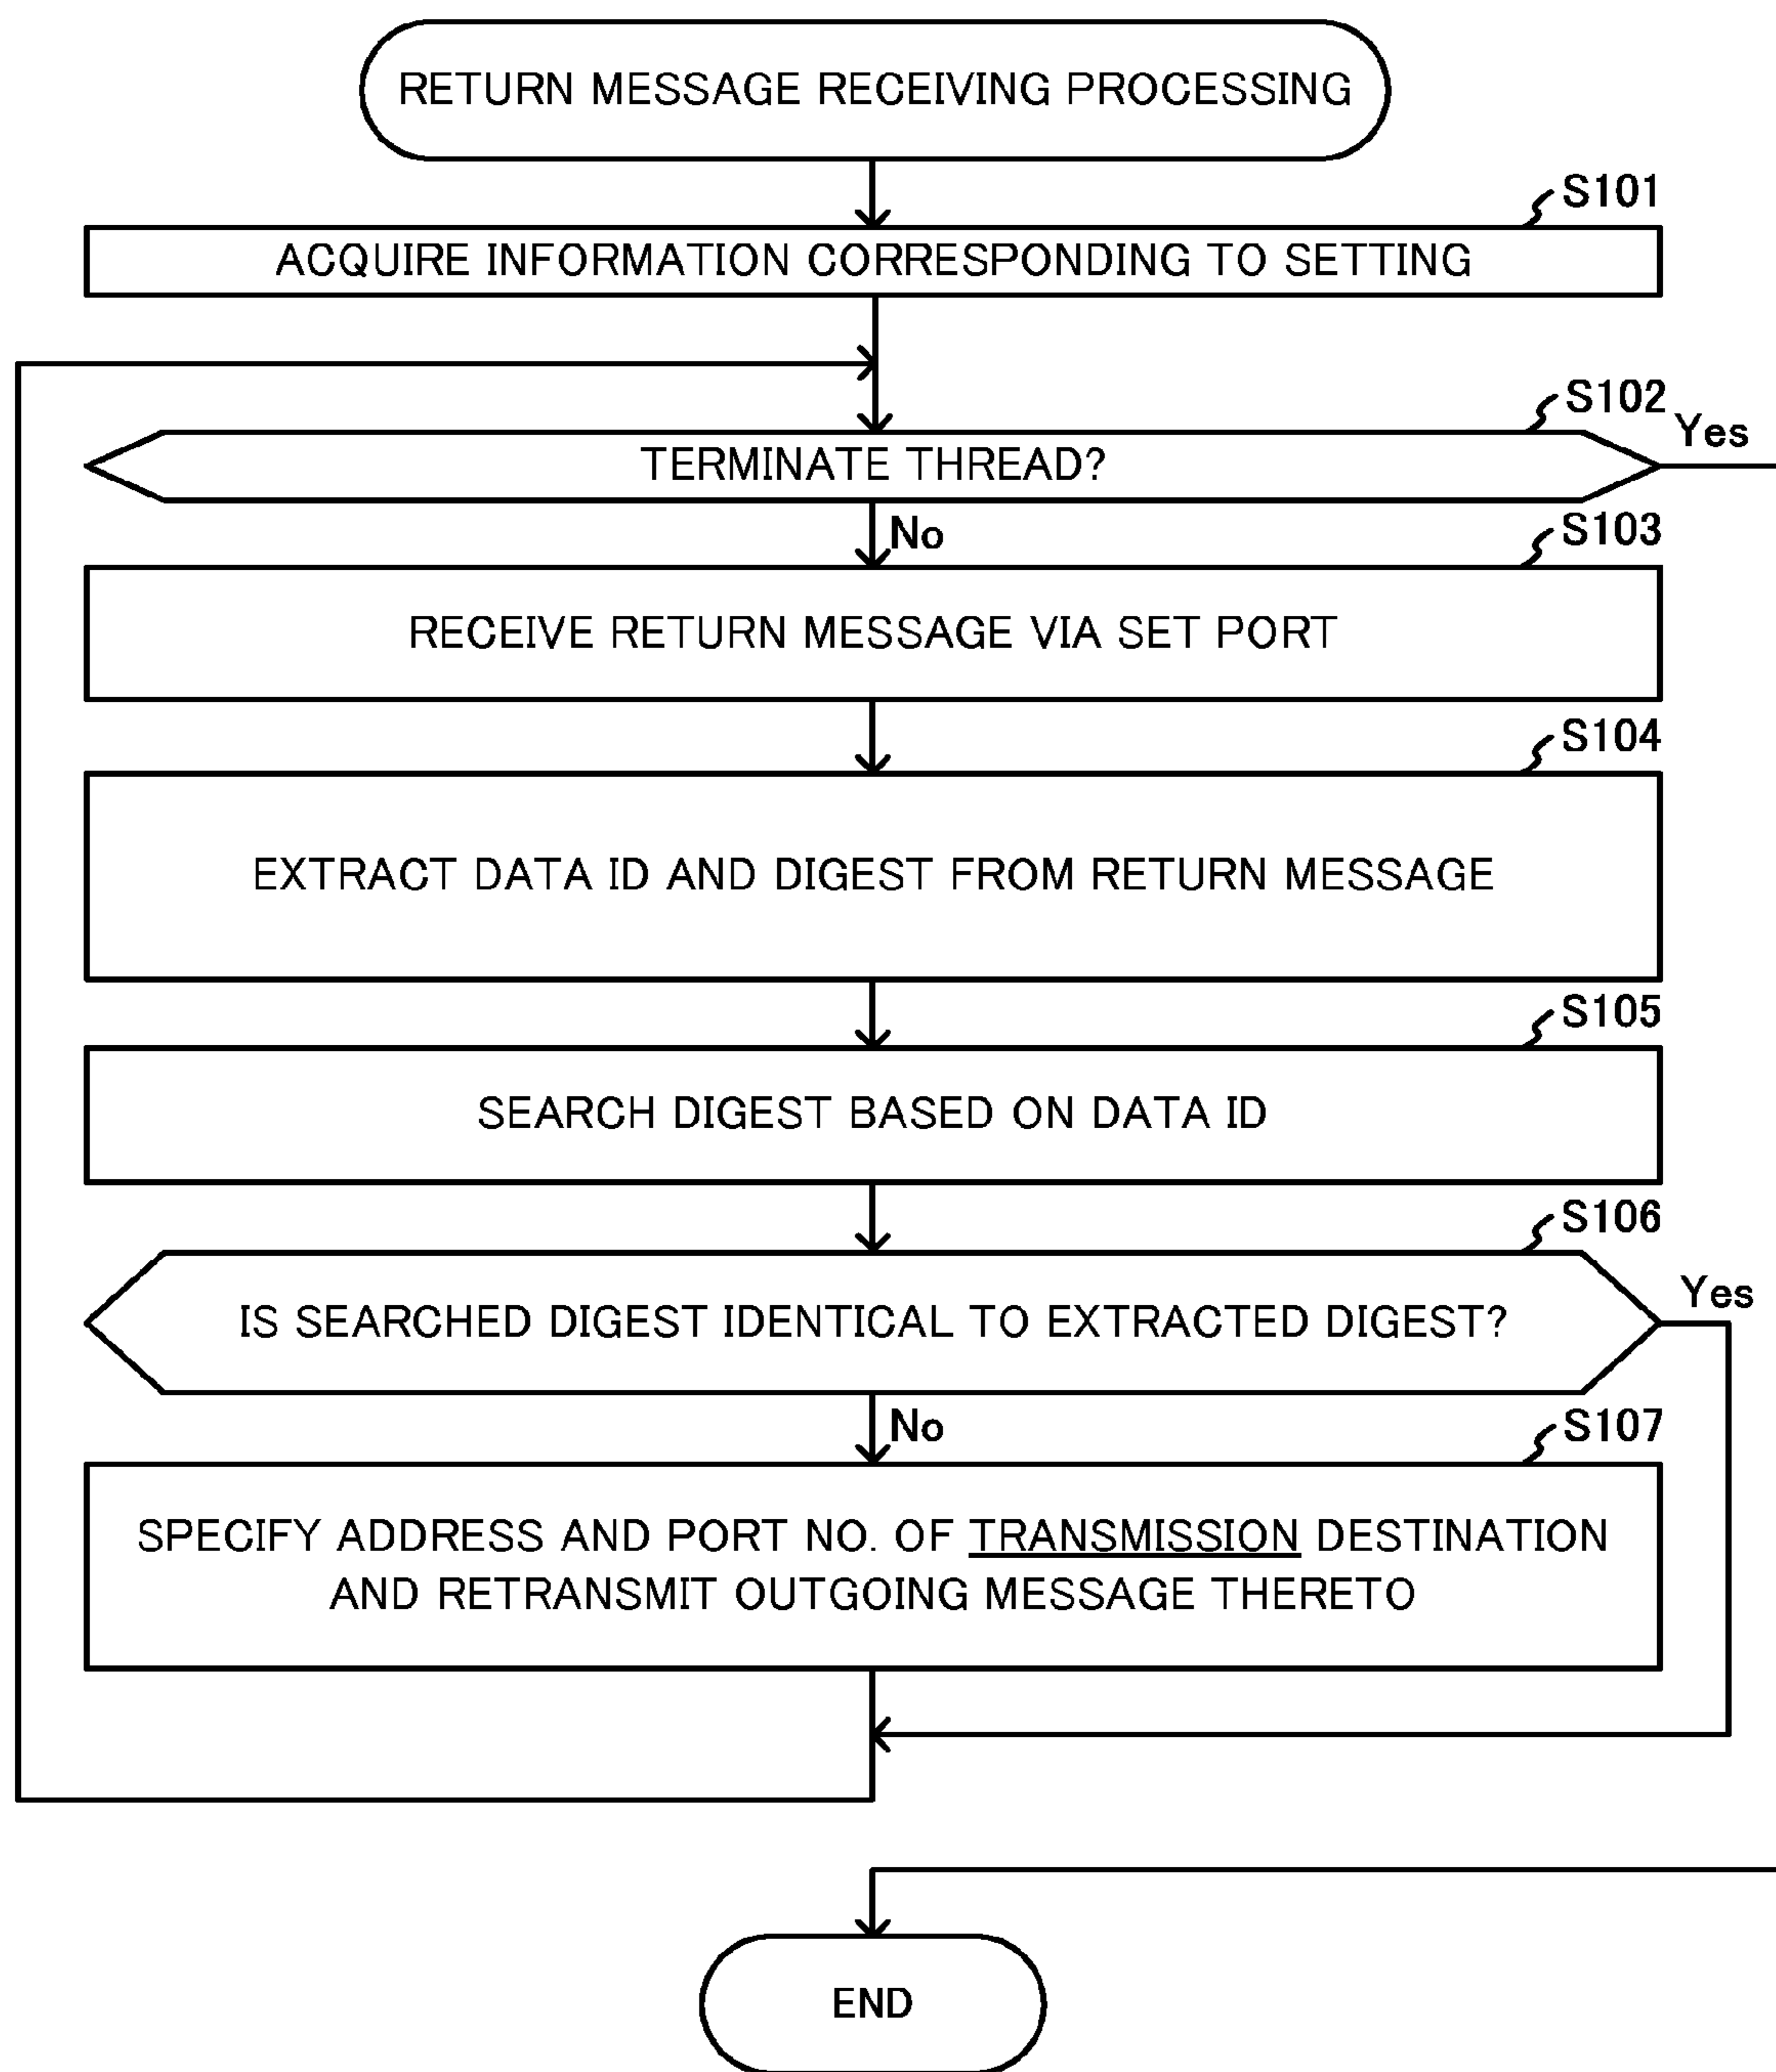 RETURN MESSAGE RECEIVING PROCESSING
S101
ACQUIRE INFORMATION CORRESPONDING TO SETTING
S102
Yes
TERMINATE THREAD?
No
S103
RECEIVE RETURN MESSAGE VIA SET PORT
S104
EXTRACT DATA ID AND DIGEST FROM RETURN MESSAGE
S105
SEARCH DIGEST BASED ON DATA ID
S106
Yes
IS SEARCHED DIGEST IDENTICAL TO EXTRACTED DIGEST?
No
S107
SPECIFY ADDRESS AND PORT NO. OF TRANSMISSION DESTINATION
AND RETRANSMIT OUTGOING MESSAGE THERETO
END